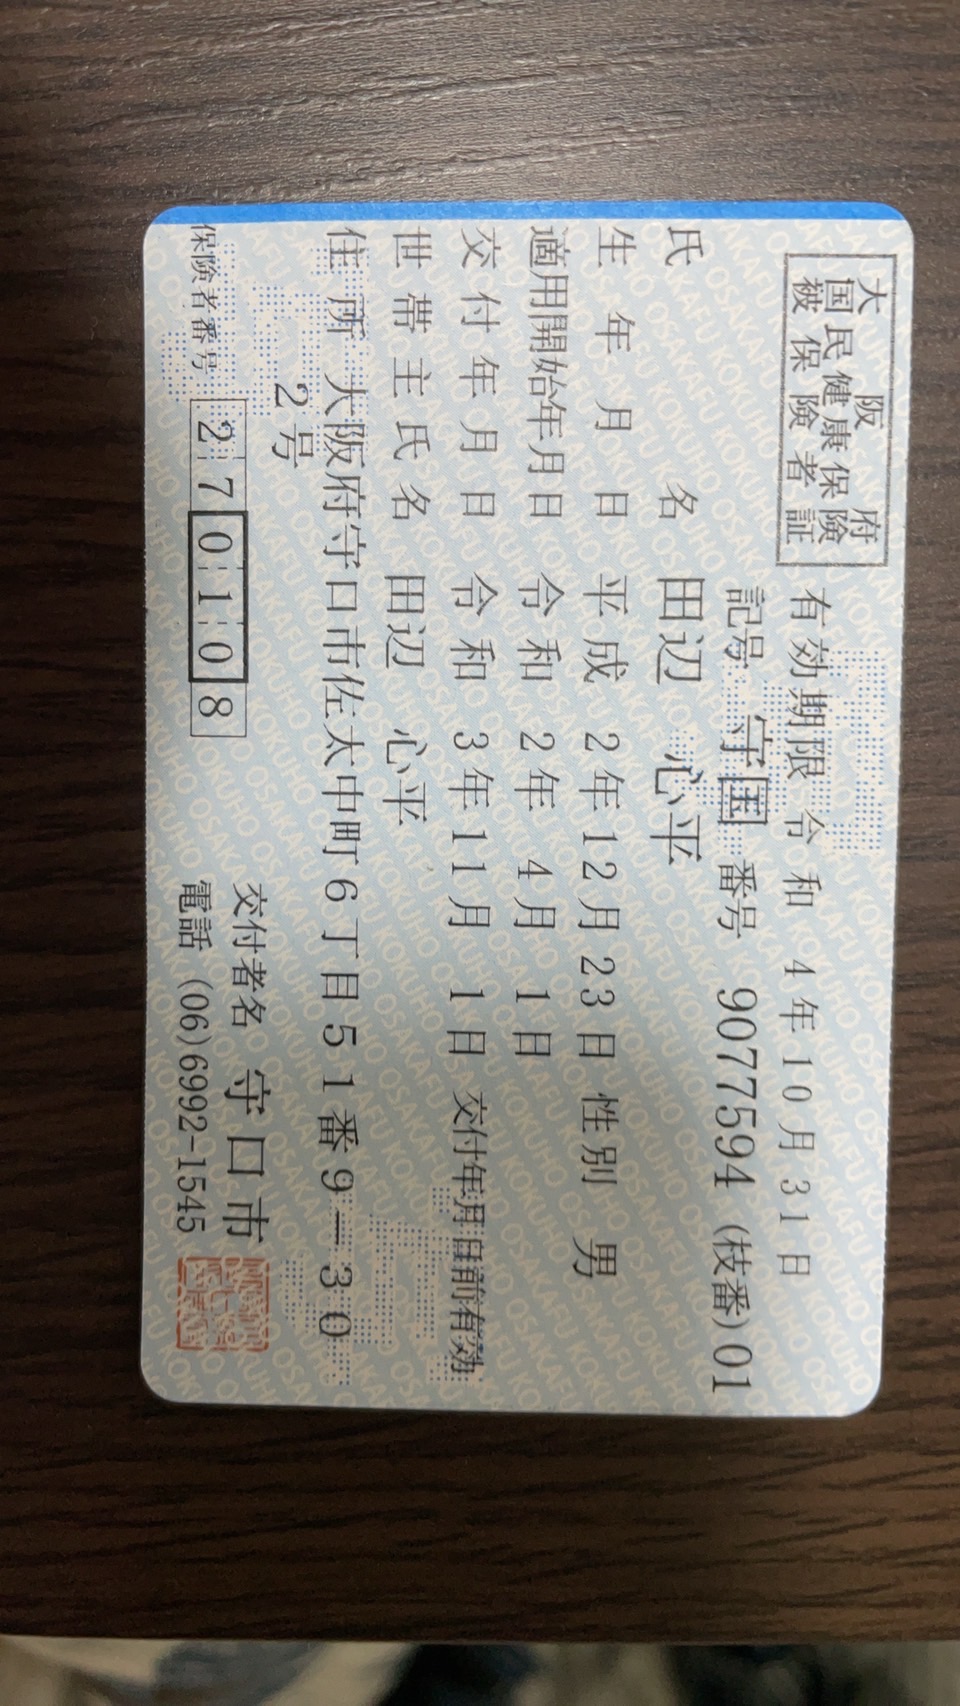 大阪府
国民健康保険
被保険者証
有効期限 令和 4年10月31日
記号 守国 番号 9077594 (枝番)01
氏名 田辺 心平
生年月日 平成 2年12月23日 性別 男
適用開始年月日 令和 2年 4月 1日
交付年月日 令和 3年11月 1日 交付年月日前有効
世帯主氏名 田辺 心平
住所 大阪府守口市佐太中町6丁目51番9-30
2号
保険者番号 270108
交付者名 守口市
電話 (06)6992-1545